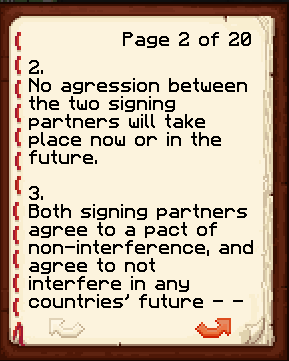 Page 2 of 20
2.
No agression between
the two signing
partners will take
place now or in the
future.
3.
Both signing partners
agree to a pact of
non-interference, and
agree to not
interfere in any
countries' future - -